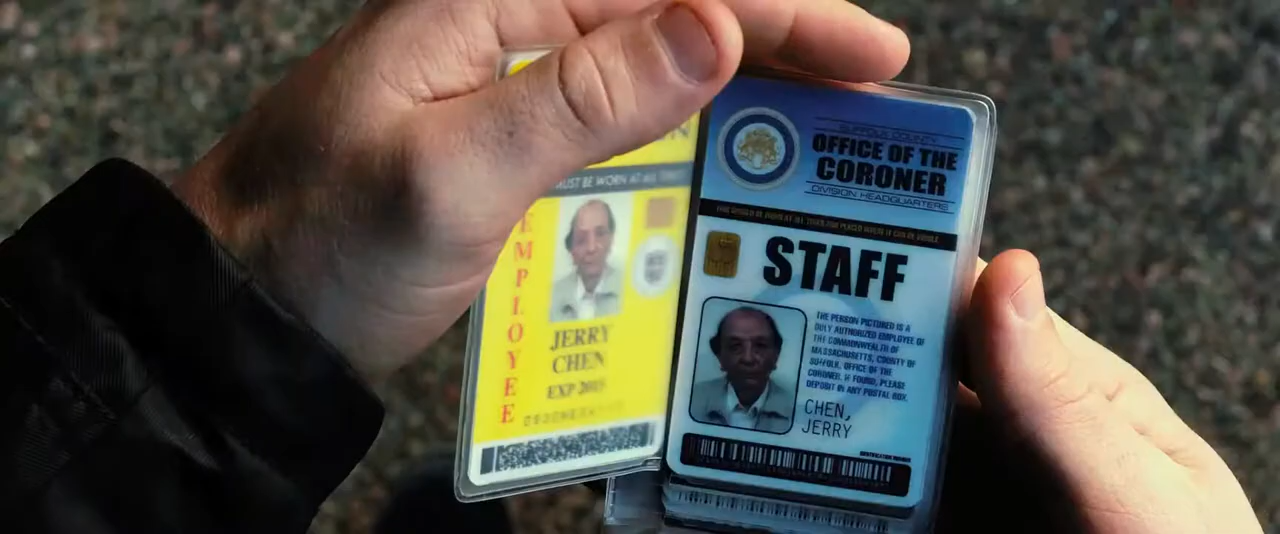 MUST BE WORN AT ALL
EMPLOYEE
JERRY
CHEN
EXP 2015
SUFFOLK COUNTY
OFFICE OF THE
CORONER
DIVISION HEADQUARTERS
STAFF
THE PERSON PICTURED IS A
DULY AUTHORIZED EMPLOYEE OF
THE COMMONWEALTH OF
MASSACHUSETTS, COUNTY OF
SUFFOLK, OFFICE OF THE
CORONER. IF FOUND, PLEASE
DEPOSIT IN ANY POSTAL BOX.
CHEN,
JERRY
IDENTIFICATION NUMBER